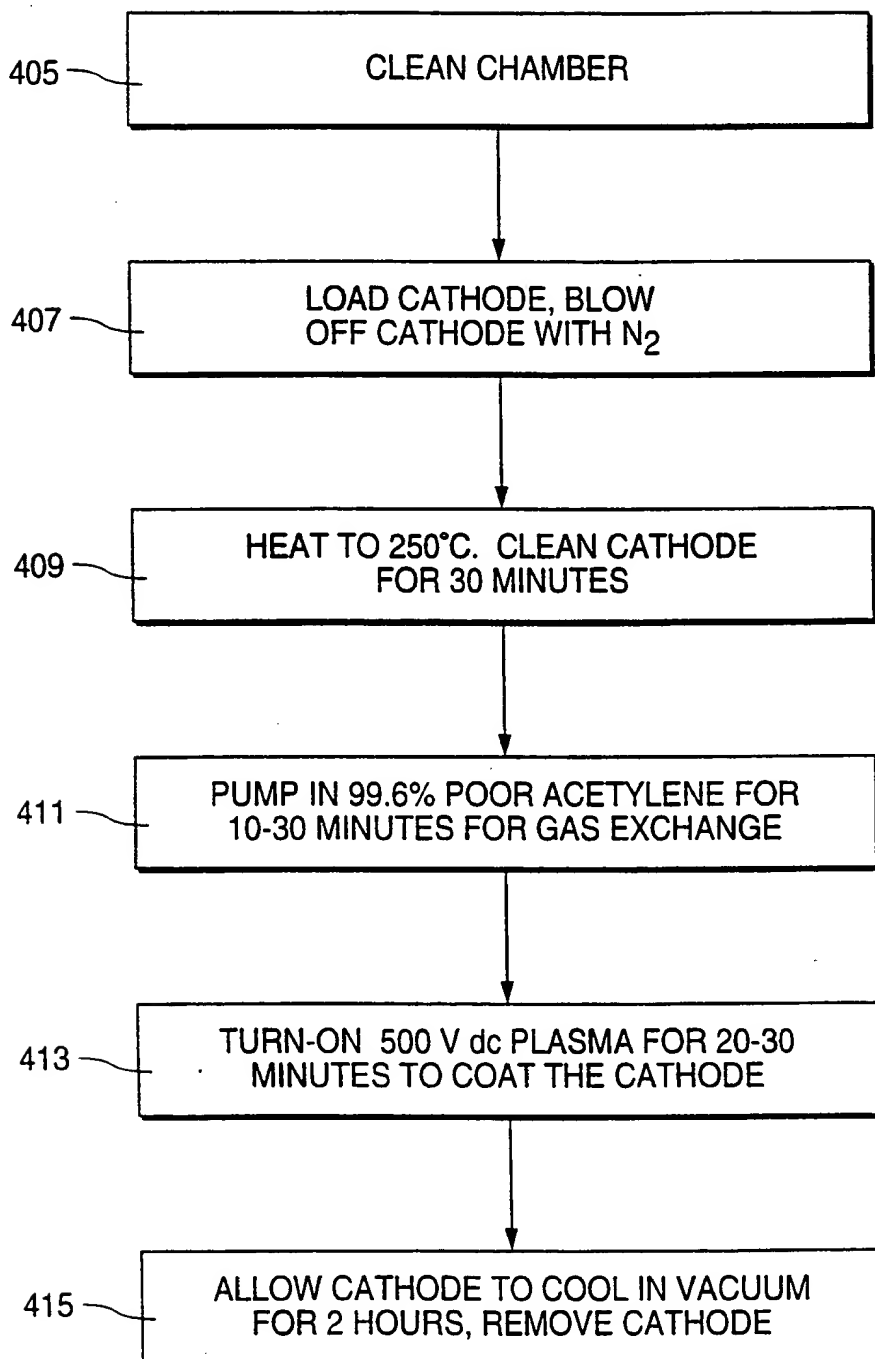 405
CLEAN CHAMBER
407
LOAD CATHODE, BLOW
OFF CATHODE WITH N2
409
HEAT TO 250°C. CLEAN CATHODE
FOR 30 MINUTES
411
PUMP IN 99.6% POOR ACETYLENE FOR
10-30 MINUTES FOR GAS EXCHANGE
413
TURN-ON 500 V dc PLASMA FOR 20-30
MINUTES TO COAT THE CATHODE
415
ALLOW CATHODE TO COOL IN VACUUM
FOR 2 HOURS, REMOVE CATHODE